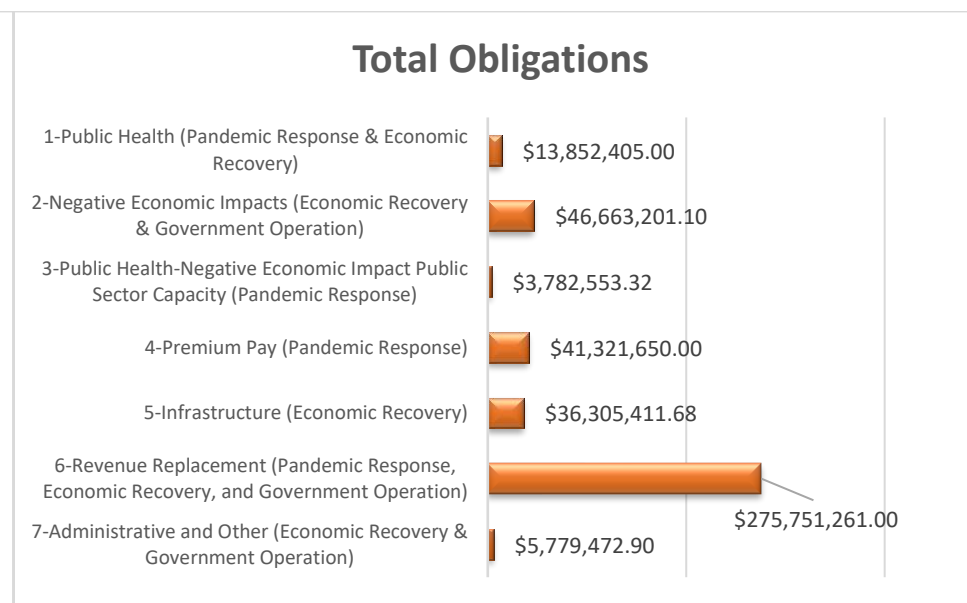 Total Obligations
1-Public Health (Pandemic Response & Economic
Recovery)
$13,852,405.00
2-Negative Economic Impacts (Economic Recovery
& Government Operation)
$46,663,201.10
3-Public Health-Negative Economic Impact Public
Sector Capacity (Pandemic Response)
$3,782,553.32
4-Premium Pay (Pandemic Response)
$41,321,650.00
5-Infrastructure (Economic Recovery)
$36,305,411.68
6-Revenue Replacement (Pandemic Response,
Economic Recovery, and Government Operation)
$275,751,261.00
7-Administrative and Other (Economic Recovery &
Government Operation)
$5,779,472.90